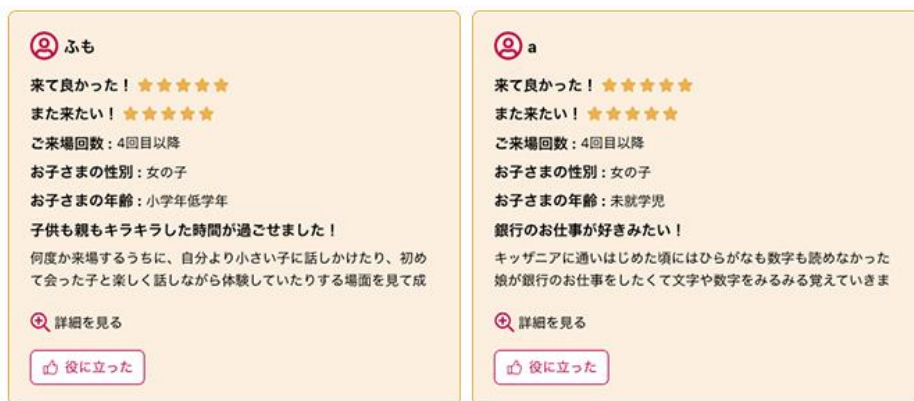 ふも
来て良かった！ ★★★★★
また来たい！ ★★★★★
ご来場回数：4回目以降
お子さまの性別：女の子
お子さまの年齢：小学年低学年
子供も親もキラキラした時間が過ごせました！
何度か来場するうちに、自分より小さい子に話しかけたり、初め
て会った子と楽しく話しながら体験していたりする場面を見て成
詳細を見る
役に立った
a
来て良かった！ ★★★★★
また来たい！ ★★★★★
ご来場回数：4回目以降
お子さまの性別：女の子
お子さまの年齢：未就学児
銀行のお仕事が好きみたい！
キッザニアに通いはじめた頃にはひらがなも数字も読めなかった
娘が銀行のお仕事をしたくて文字や数字をみるみる覚えていきま
詳細を見る
役に立った